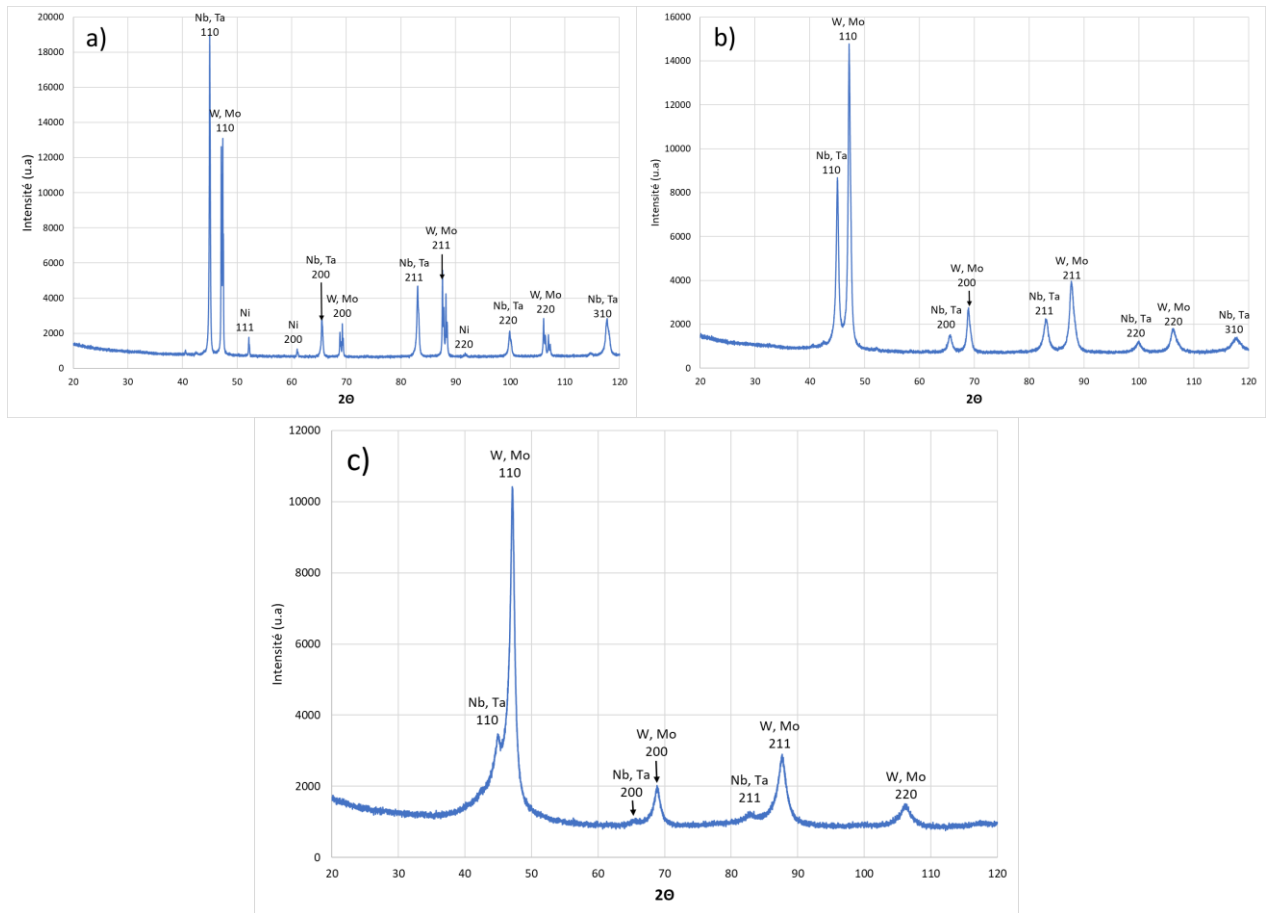 a)
20000
18000
16000
14000
12000
10000
8000
6000
4000
2000
0
Intensité (u.a)
Nb, Ta
110
W, Mo
110
Ni
111
Ni
200
Nb, Ta
200
W, Mo
200
Nb, Ta
211
W, Mo
211
Ni
220
Nb, Ta
220
W, Mo
220
Nb, Ta
310
20 30 40 50 60 70 80 90 100 110 120
2Θ
b)
16000
14000
12000
10000
8000
6000
4000
2000
0
Intensité (u.a)
Nb, Ta
110
W, Mo
110
Nb, Ta
200
W, Mo
200
Nb, Ta
211
W, Mo
211
Nb, Ta
220
W, Mo
220
Nb, Ta
310
20 30 40 50 60 70 80 90 100 110 120
2Θ
c)
12000
10000
8000
6000
4000
2000
0
Intensité (u.a)
Nb, Ta
110
W, Mo
110
Nb, Ta
200
W, Mo
200
Nb, Ta
211
W, Mo
211
W, Mo
220
20 30 40 50 60 70 80 90 100 110 120
2Θ